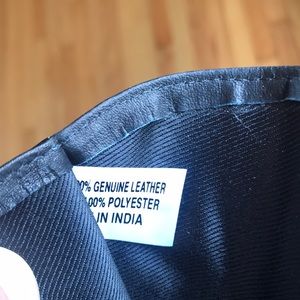 0% GENUINE LEATHER
00% POLYESTER
IN INDIA